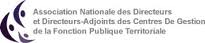 Association Nationale des Directeurs
et Directeurs-Adjoints des Centres De Gestion
de la Fonction Publique Territoriale